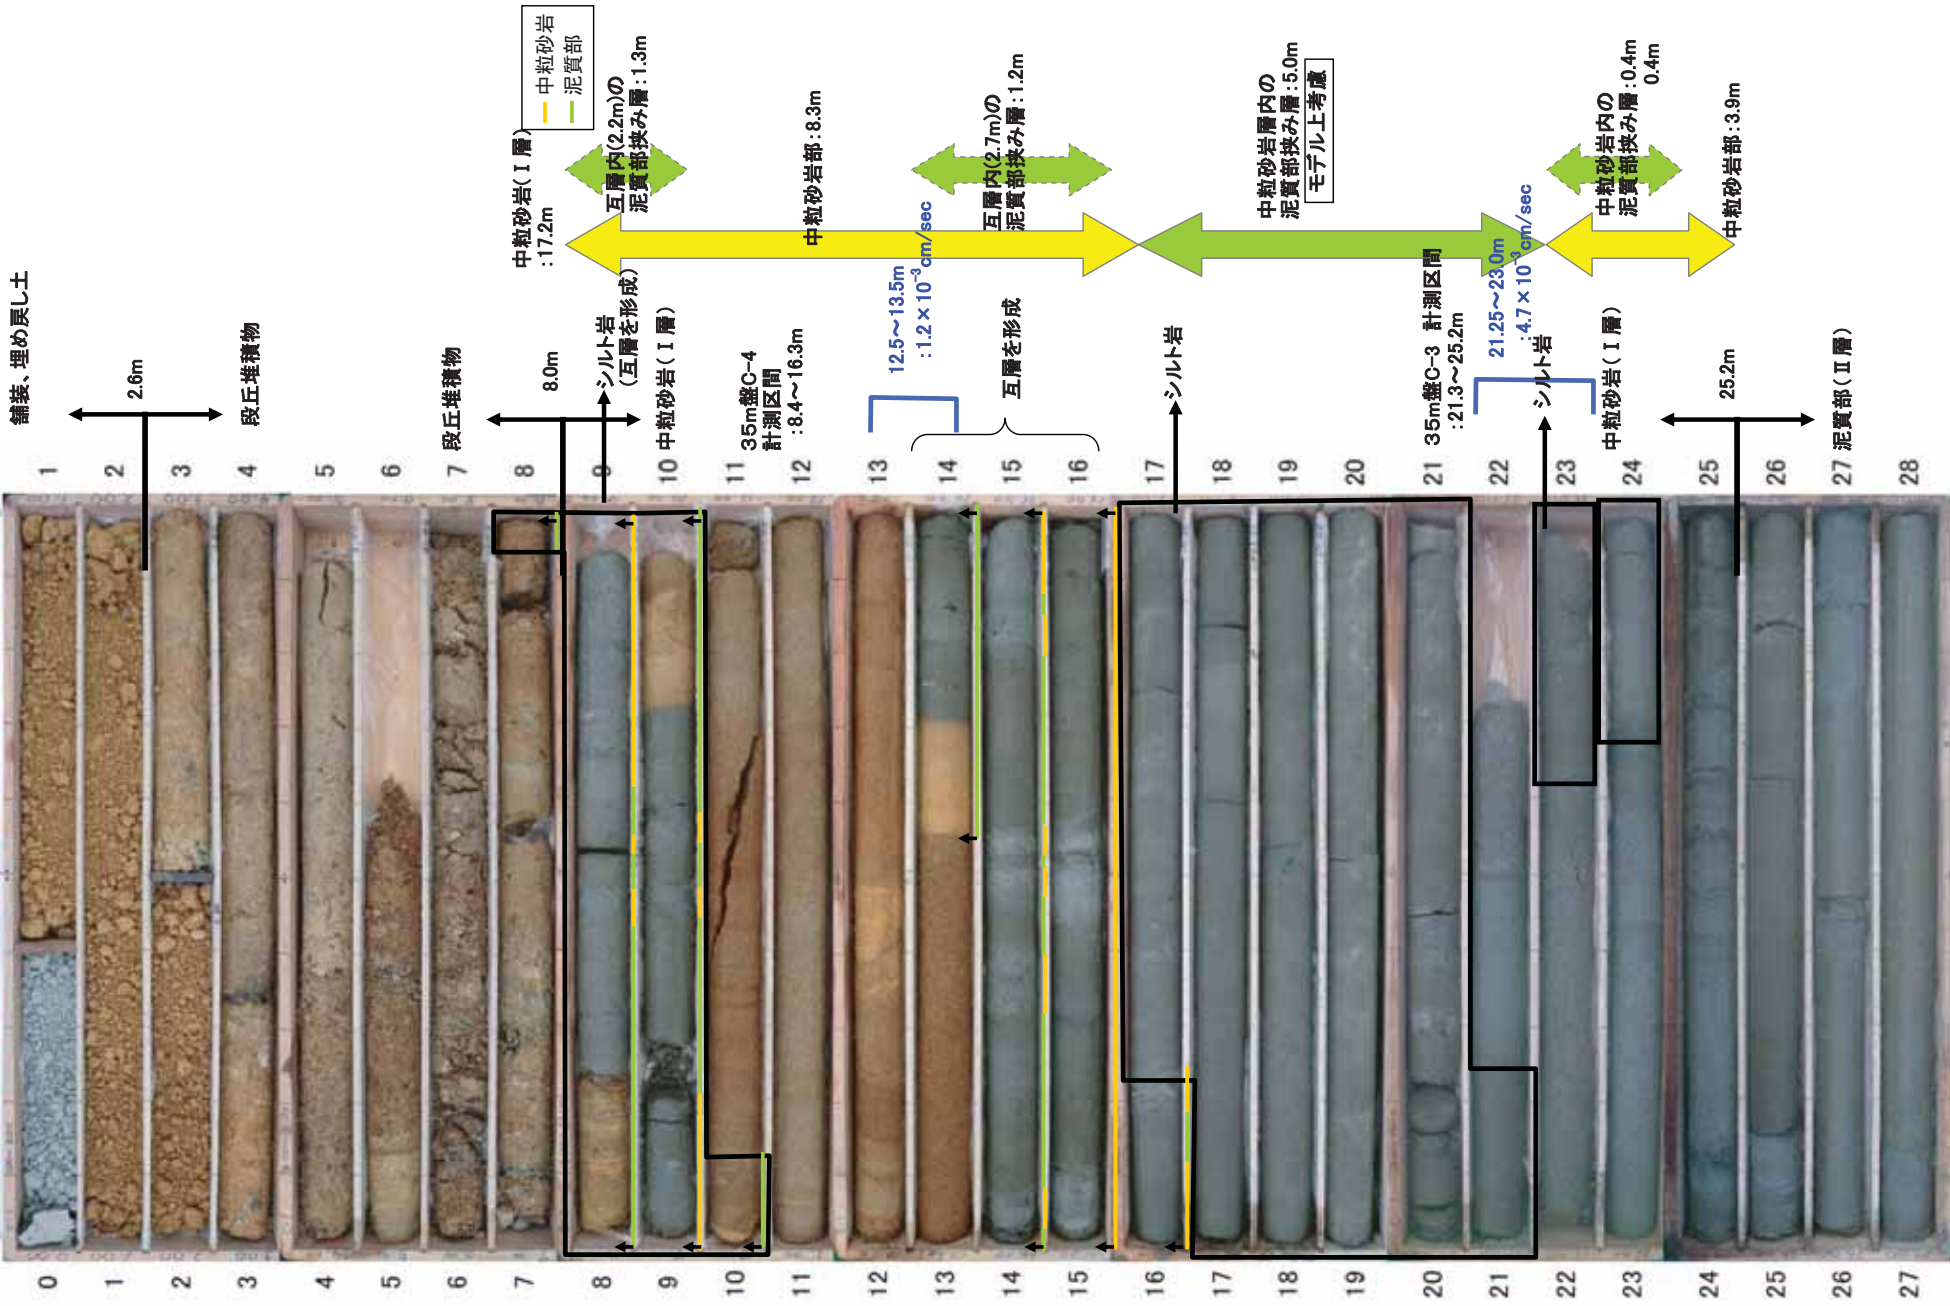 舗装、埋め戻し土
2.6m
段丘堆積物
段丘堆積物
8.0m
シルト岩
(互層を形成)
中粒砂岩(Ⅰ層)
35m盤C-4
計測区間
:8.4～16.3m
12.5～13.5m
:1.2×10⁻³cm/sec
互層を形成
シルト岩
35m盤C-3 計測区間
:21.3～25.2m
21.25～23.0m
:4.7×10⁻³cm/sec
シルト岩
中粒砂岩(Ⅰ層)
25.2m
泥質部(Ⅱ層)
中粒砂岩
泥質部
中粒砂岩(Ⅰ層)
:17.2m
互層内(2.2m)の
泥質部挟み層:1.3m
中粒砂岩部:8.3m
互層内(2.7m)の
泥質部挟み層:1.2m
中粒砂岩層内の
泥質部挟み層:5.0m
モデル上考慮
中粒砂岩内の
泥質部挟み層:0.4m
0.4m
中粒砂岩部:3.9m
0 1
1 2
2 3
3 4
4 5
5 6
6 7
7 8
8 9
9 10
10 11
11 12
12 13
13 14
14 15
15 16
16 17
17 18
18 19
19 20
20 21
21 22
22 23
23 24
24 25
25 26
26 27
27 28